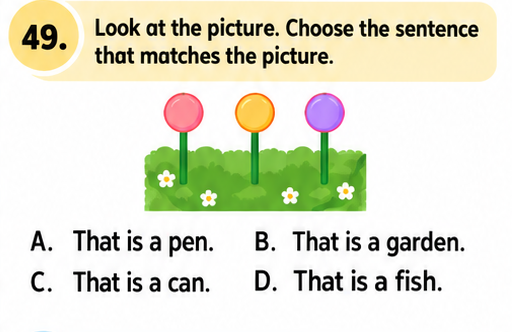 49. Look at the picture. Choose the sentence
that matches the picture.
A. That is a pen. B. That is a garden.
C. That is a can. D. That is a fish.